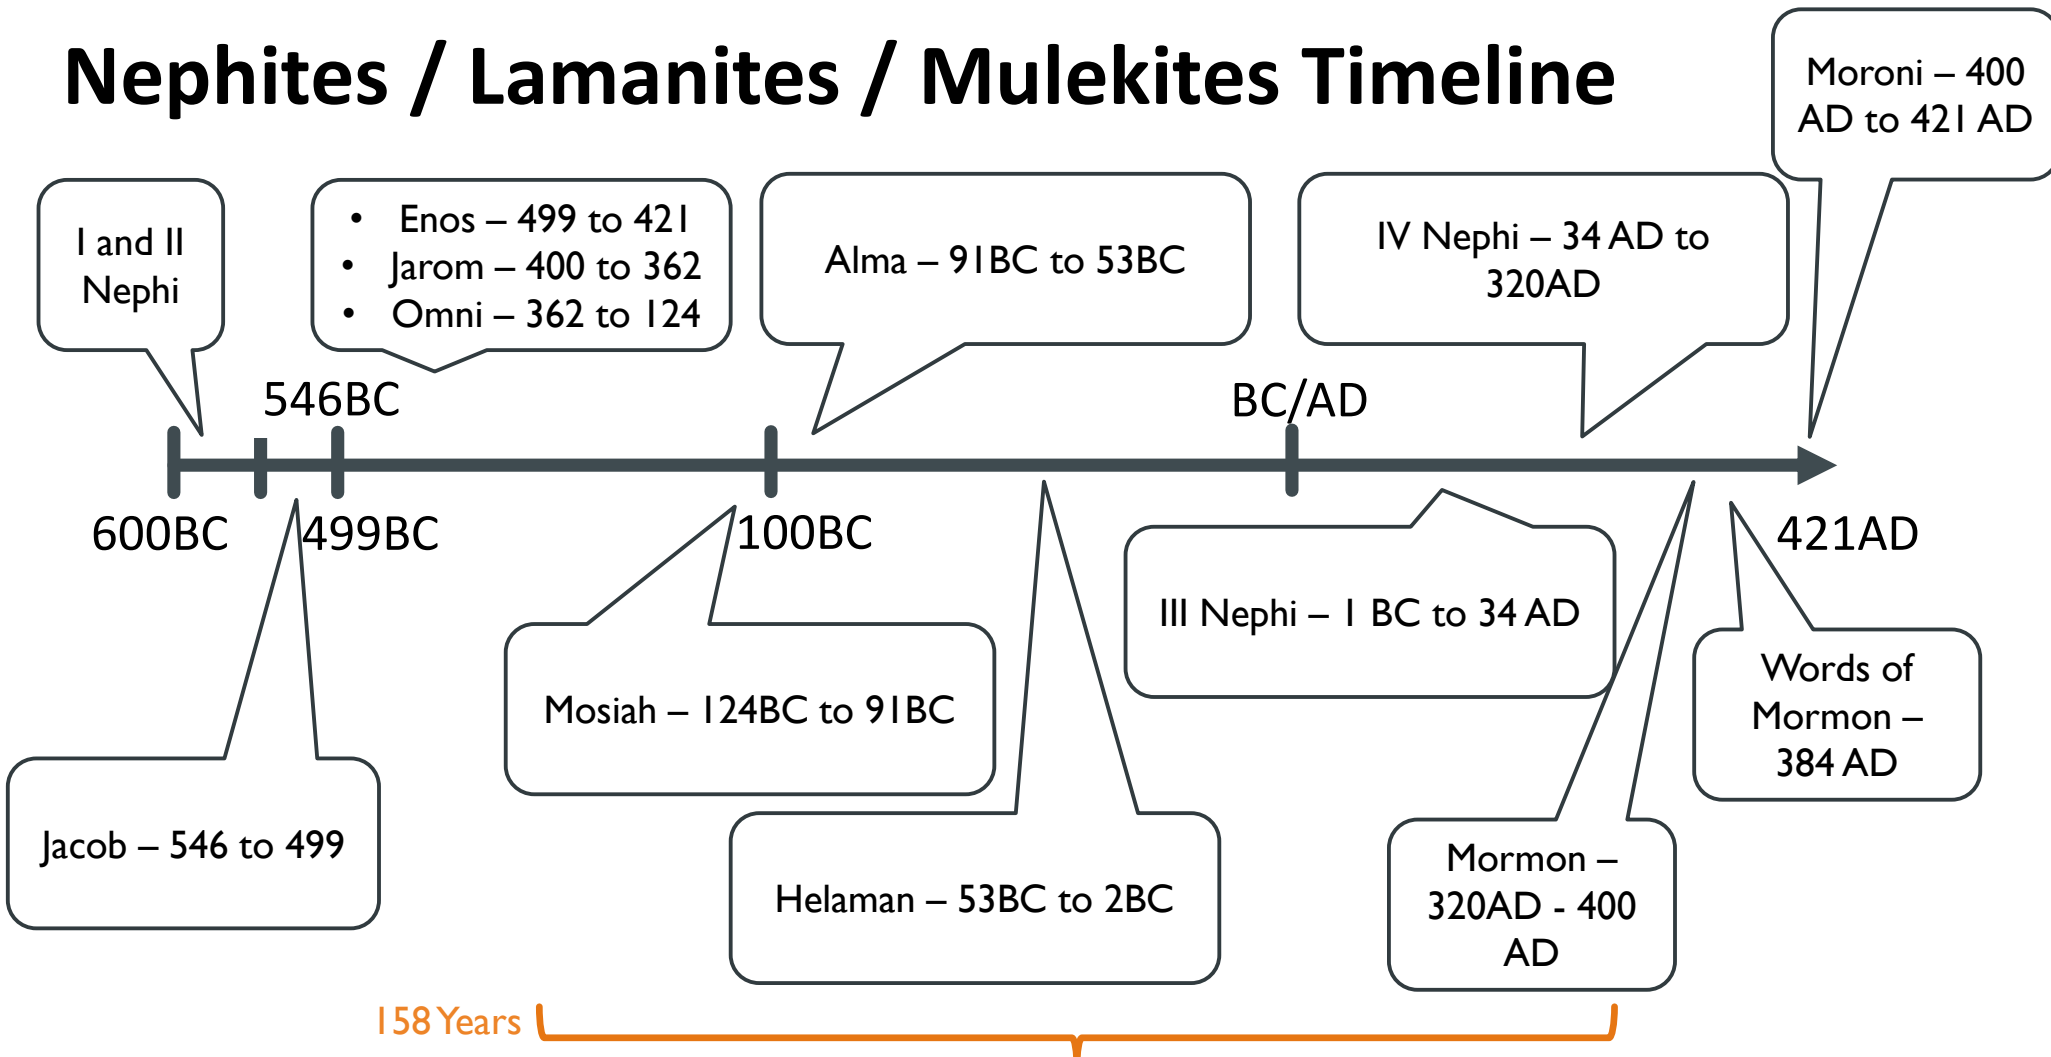 Nephites / Lamanites / Mulekites Timeline
Moroni – 400
AD to 421 AD
I and II
Nephi
• Enos – 499 to 421
• Jarom – 400 to 362
• Omni – 362 to 124
Alma – 91BC to 53BC
IV Nephi – 34 AD to
320AD
546BC
BC/AD
600BC
499BC
100BC
421AD
III Nephi – 1 BC to 34 AD
Mosiah – 124BC to 91BC
Words of
Mormon –
384 AD
Jacob – 546 to 499
Helaman – 53BC to 2BC
Mormon –
320AD - 400
AD
158 Years